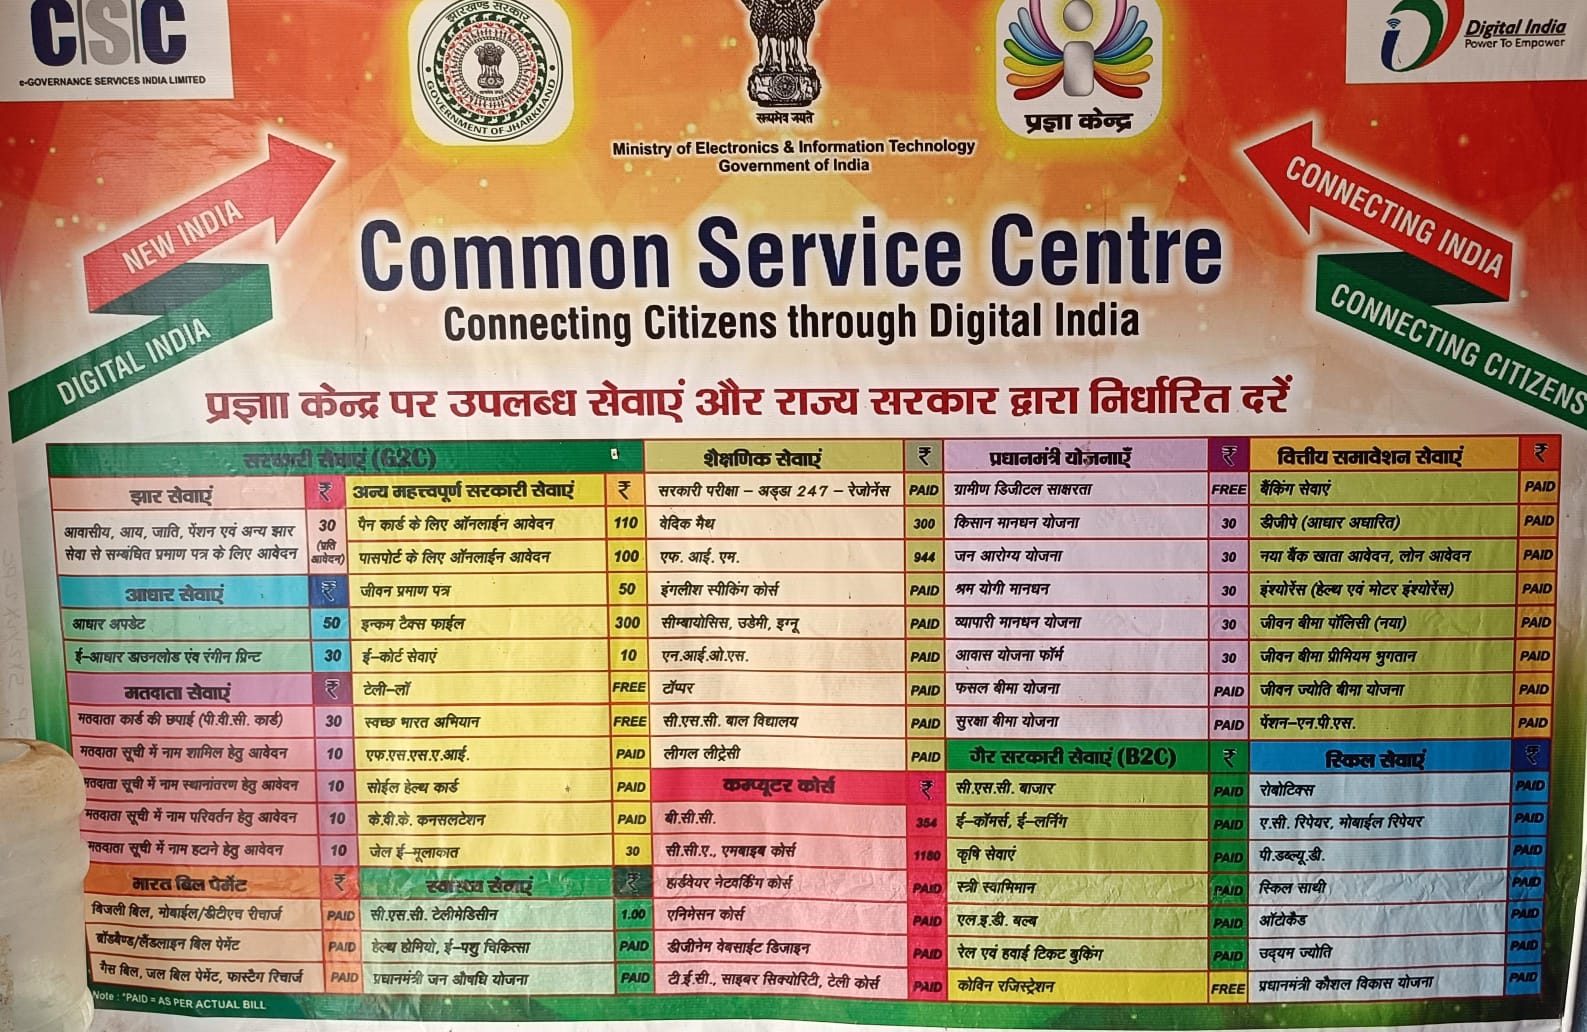 CSC
e-GOVERNANCE SERVICES INDIA LIMITED
झारखण्ड सरकार
GOVERNMENT OF JHARKHAND
सत्यमेव जयते
Ministry of Electronics & Information Technology
Government of India
प्रज्ञा केन्द्र
Digital India
Power To Empower
NEW INDIA
DIGITAL INDIA
CONNECTING INDIA
CONNECTING CITIZENS
Common Service Centre
Connecting Citizens through Digital India
प्रज्ञाा केन्द्र पर उपलब्ध सेवाएं और राज्य सरकार द्वारा निर्धारित दरें
सरकारी सेवाएं (G2C)
झार सेवाएं ₹
आवासीय, आय, जाति, पेंशन एवं अन्य झार
सेवा से सम्बंधित प्रमाण पत्र के लिए आवेदन
30
(प्रति
आवेदन)
आधार सेवाएं ₹
आधार अपडेट 50
ई–आधार डाउनलोड एंव रंगीन प्रिन्ट 30
मतदाता सेवाएं ₹
मतदाता कार्ड की छपाई (पी.वी.सी. कार्ड) 30
मतदाता सूची में नाम शामिल हेतु आवेदन 10
मतदाता सूची में नाम स्थानांतरण हेतु आवेदन 10
मतदाता सूची में नाम परिवर्तन हेतु आवेदन 10
मतदाता सूची में नाम हटाने हेतु आवेदन 10
भारत बिल पेमेंट ₹
बिजली बिल, मोबाईल/डीटीएच रीचार्ज PAID
ब्रॉडबैण्ड/लैंडलाइन बिल पेमेंट PAID
गैस बिल, जल बिल पेमेंट, फास्टैग रिचार्ज PAID
Note : *PAID = AS PER ACTUAL BILL
अन्य महत्त्वपूर्ण सरकारी सेवाएं ₹
पैन कार्ड के लिए ऑनलाईन आवेदन 110
पासपोर्ट के लिए ऑनलाईन आवेदन 100
जीवन प्रमाण पत्र 50
इन्कम टैक्स फाईल 300
ई–कोर्ट सेवाएं 10
टेली–लॉ FREE
स्वच्छ भारत अभियान FREE
एफ.एस.एस.ए.आई. PAID
सोईल हेल्थ कार्ड PAID
के.वी.के. कनसलटेशन PAID
जेल ई–मूलाकात 30
स्वास्थ्य सेवाएं ₹
सी.एस.सी. टेलीमेडिसीन 1.00
हेल्थ होमियो, ई–पशु चिकित्सा PAID
प्रधानमंत्री जन औषधि योजना PAID
शैक्षणिक सेवाएं ₹
सरकारी परीक्षा – अड्डा 247 – रेजोनेंस PAID
वेदिक मैथ 300
एफ. आई. एम. 944
इंगलीश स्पीकिंग कोर्स PAID
सीम्बायोसिस, उडेमी, इग्नू PAID
एन.आई.ओ.एस. PAID
टॉप्पर PAID
सी.एस.सी. बाल विद्यालय PAID
लीगल लीट्रेसी PAID
कम्प्यूटर कोर्स ₹
बी.सी.सी. 354
सी.सी.ए., एमबाइब कोर्स 1180
हार्डवेयर नेटवर्किंग कोर्स PAID
एनिमेसन कोर्स PAID
डीजीनेम वेबसाईट डिजाइन PAID
टी.ई.सी., साइबर सिक्योरिटी, टेली कोर्स PAID
प्रधानमंत्री योजनाएँ ₹
ग्रामीण डिजीटल साक्षरता FREE
किसान मानधन योजना 30
जन आरोग्य योजना 30
श्रम योगी मानधन 30
व्यापारी मानधन योजना 30
आवास योजना फॉर्म 30
फसल बीमा योजना PAID
सुरक्षा बीमा योजना PAID
गैर सरकारी सेवाएं (B2C) ₹
सी.एस.सी. बाजार PAID
ई–कॉमर्स, ई–लर्निंग PAID
कृषि सेवाएं PAID
स्त्री स्वाभिमान PAID
एल.इ.डी. बल्ब PAID
रेल एवं हवाई टिकट बुकिंग PAID
कोविन रजिस्ट्रेशन FREE
वित्तीय समावेशन सेवाएं ₹
बैंकिंग सेवाएं PAID
डीजीपे (आधार अधारित) PAID
नया बैंक खाता आवेदन, लोन आवेदन PAID
इंश्योरेंस (हेल्थ एवं मोटर इंश्योरेंस) PAID
जीवन बीमा पॉलिसी (नया) PAID
जीवन बीमा प्रीमियम भुगतान PAID
जीवन ज्योति बीमा योजना PAID
पेंशन–एन.पी.एस. PAID
स्किल सेवाएं ₹
रोबोटिक्स PAID
ए.सी. रिपेयर, मोबाईल रिपेयर PAID
पी.डब्ल्यू.डी. PAID
स्किल साथी PAID
ऑटोकैड PAID
उद्यम ज्योति PAID
प्रधानमंत्री कौशल विकास योजना PAID